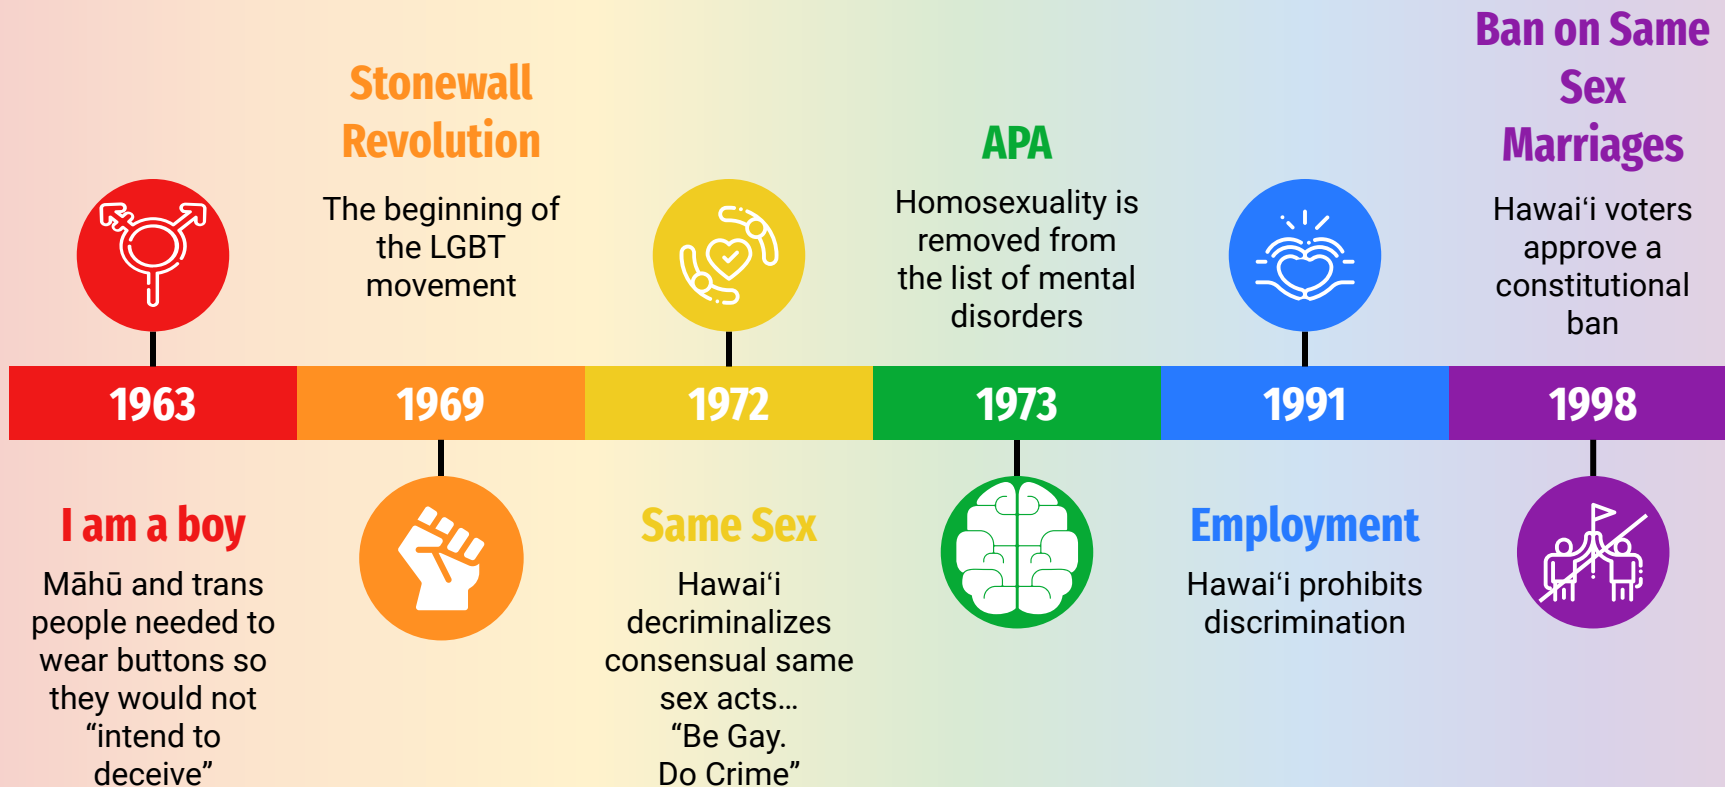 1963
I am a boy
Māhū and trans
people needed to
wear buttons so
they would not
“intend to
deceive”
Stonewall
Revolution
The beginning of
the LGBT
movement
1969
1972
Same Sex
Hawaiʻi
decriminalizes
consensual same
sex acts...
“Be Gay.
Do Crime”
APA
Homosexuality is
removed from
the list of mental
disorders
1973
1991
Employment
Hawaiʻi prohibits
discrimination
Ban on Same
Sex
Marriages
Hawaiʻi voters
approve a
constitutional
ban
1998